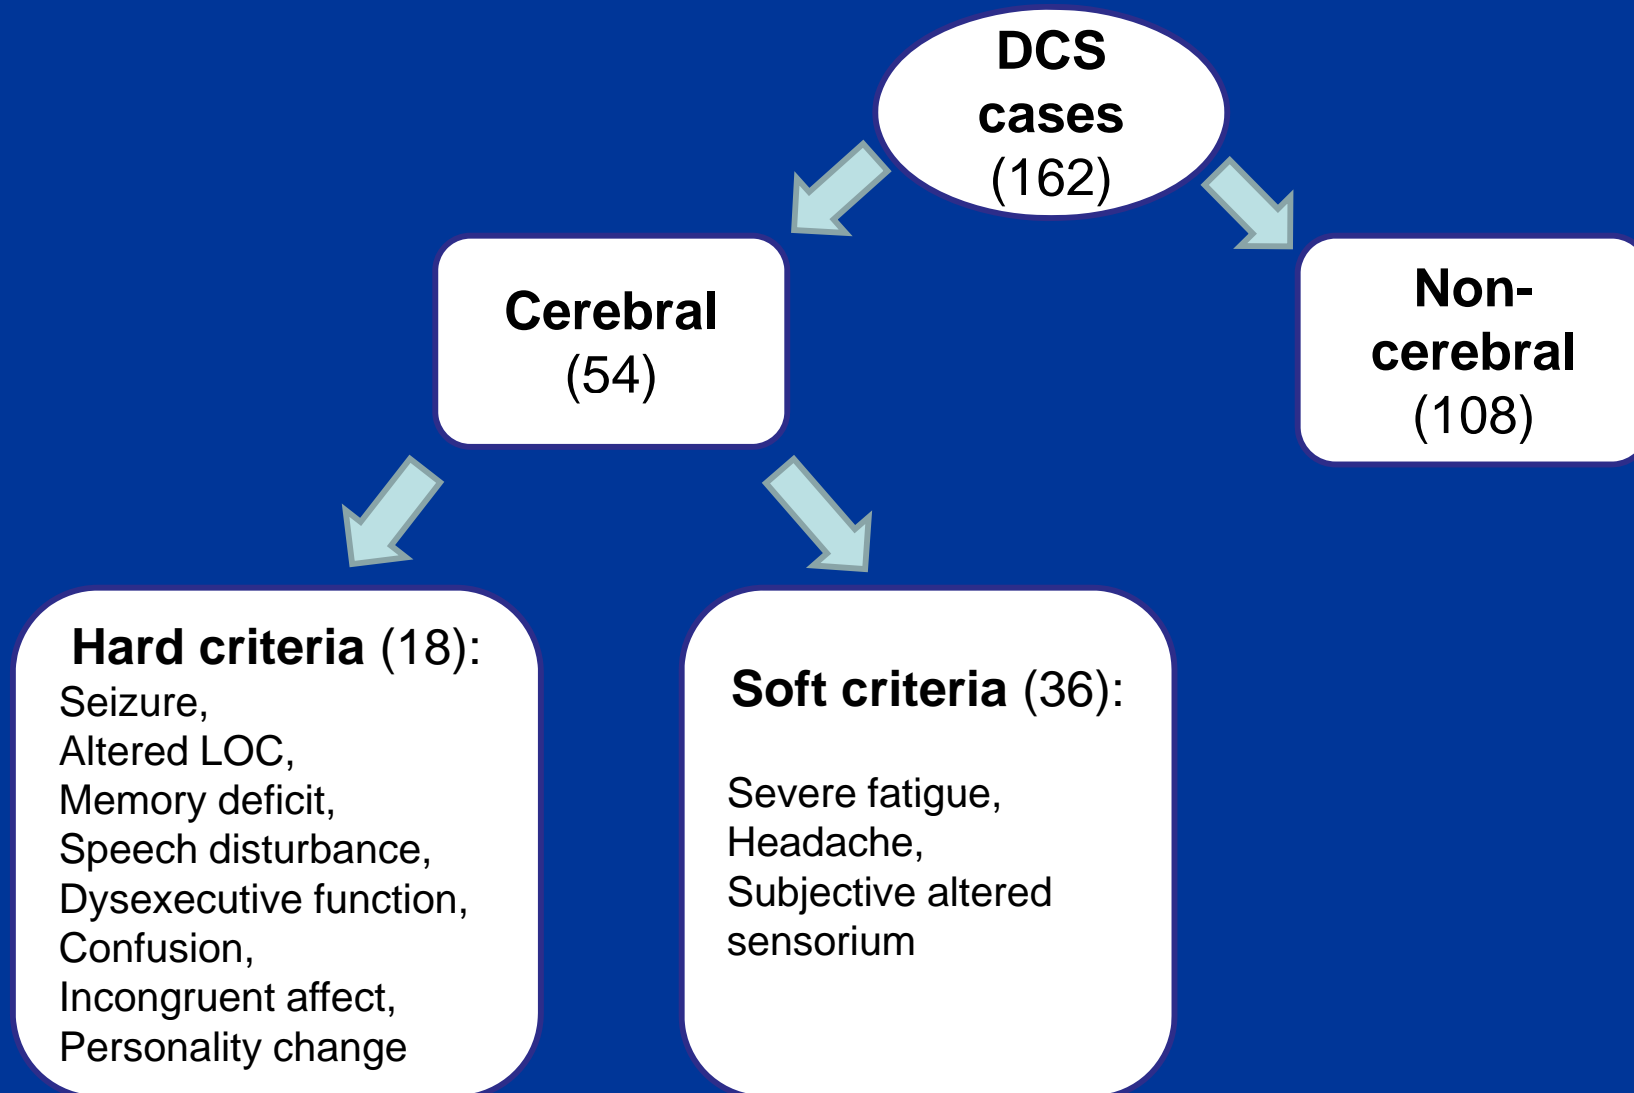 DCS
cases
(162)
Cerebral
(54)
Non-
cerebral
(108)
Hard criteria (18):
Seizure,
Altered LOC,
Memory deficit,
Speech disturbance,
Dysexecutive function,
Confusion,
Incongruent affect,
Personality change
Soft criteria (36):
Severe fatigue,
Headache,
Subjective altered
sensorium